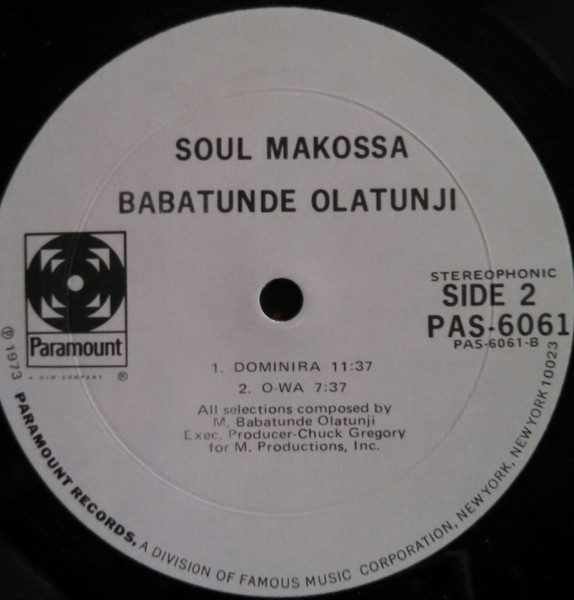 SOUL MAKOSSA
BABATUNDE OLATUNJI
STEREOPHONIC
SIDE 2
PAS-6061
PAS-6061-B
Paramount
A G+W COMPANY ®
1. DOMINIRA 11:37
2. O-WA 7:37
All selections composed by
M. Babatunde Olatunji
Exec. Producer-Chuck Gregory
for M. Productions, Inc.
℗ 1973 PARAMOUNT RECORDS, A DIVISION OF FAMOUS MUSIC CORPORATION, NEW YORK, NEW YORK 10023